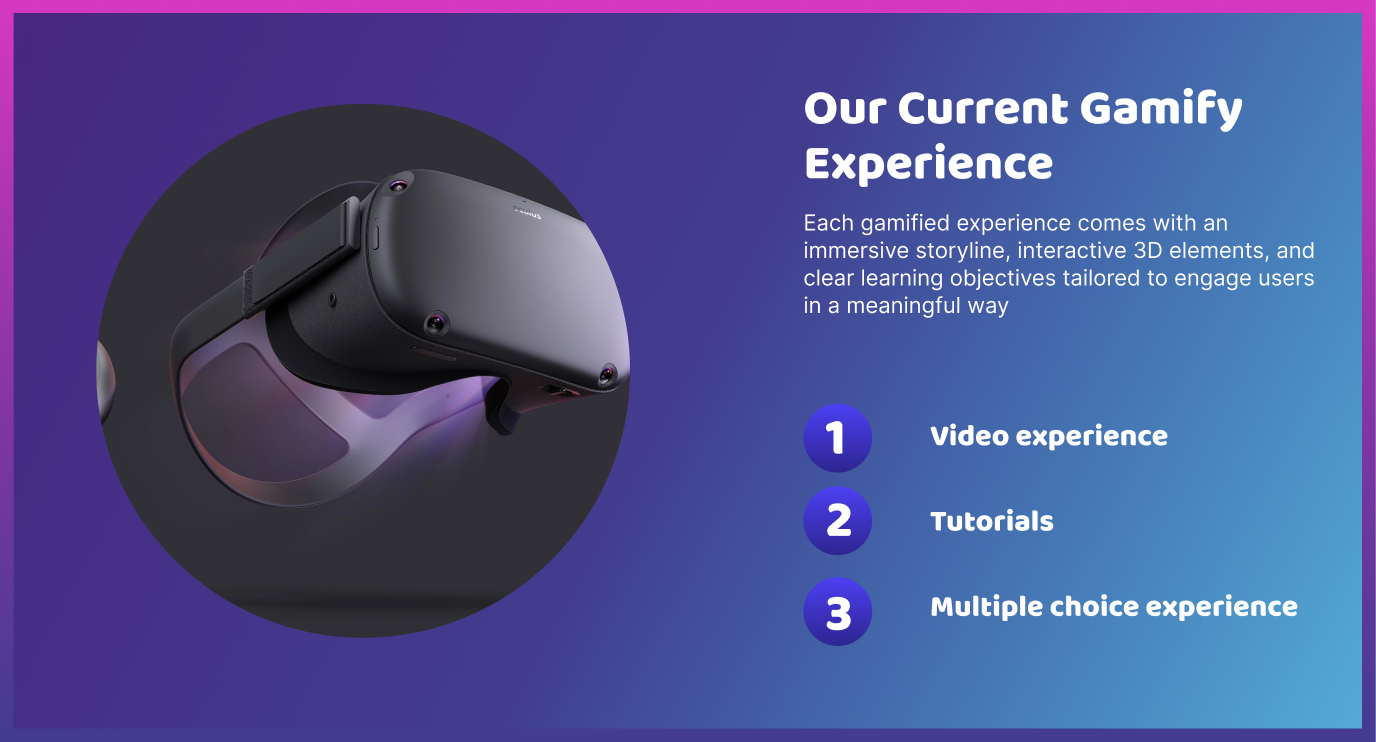 Our Current Gamify
Experience
Each gamified experience comes with an
immersive storyline, interactive 3D elements, and
clear learning objectives tailored to engage users
in a meaningful way
oculus
1 Video experience
2 Tutorials
3 Multiple choice experience